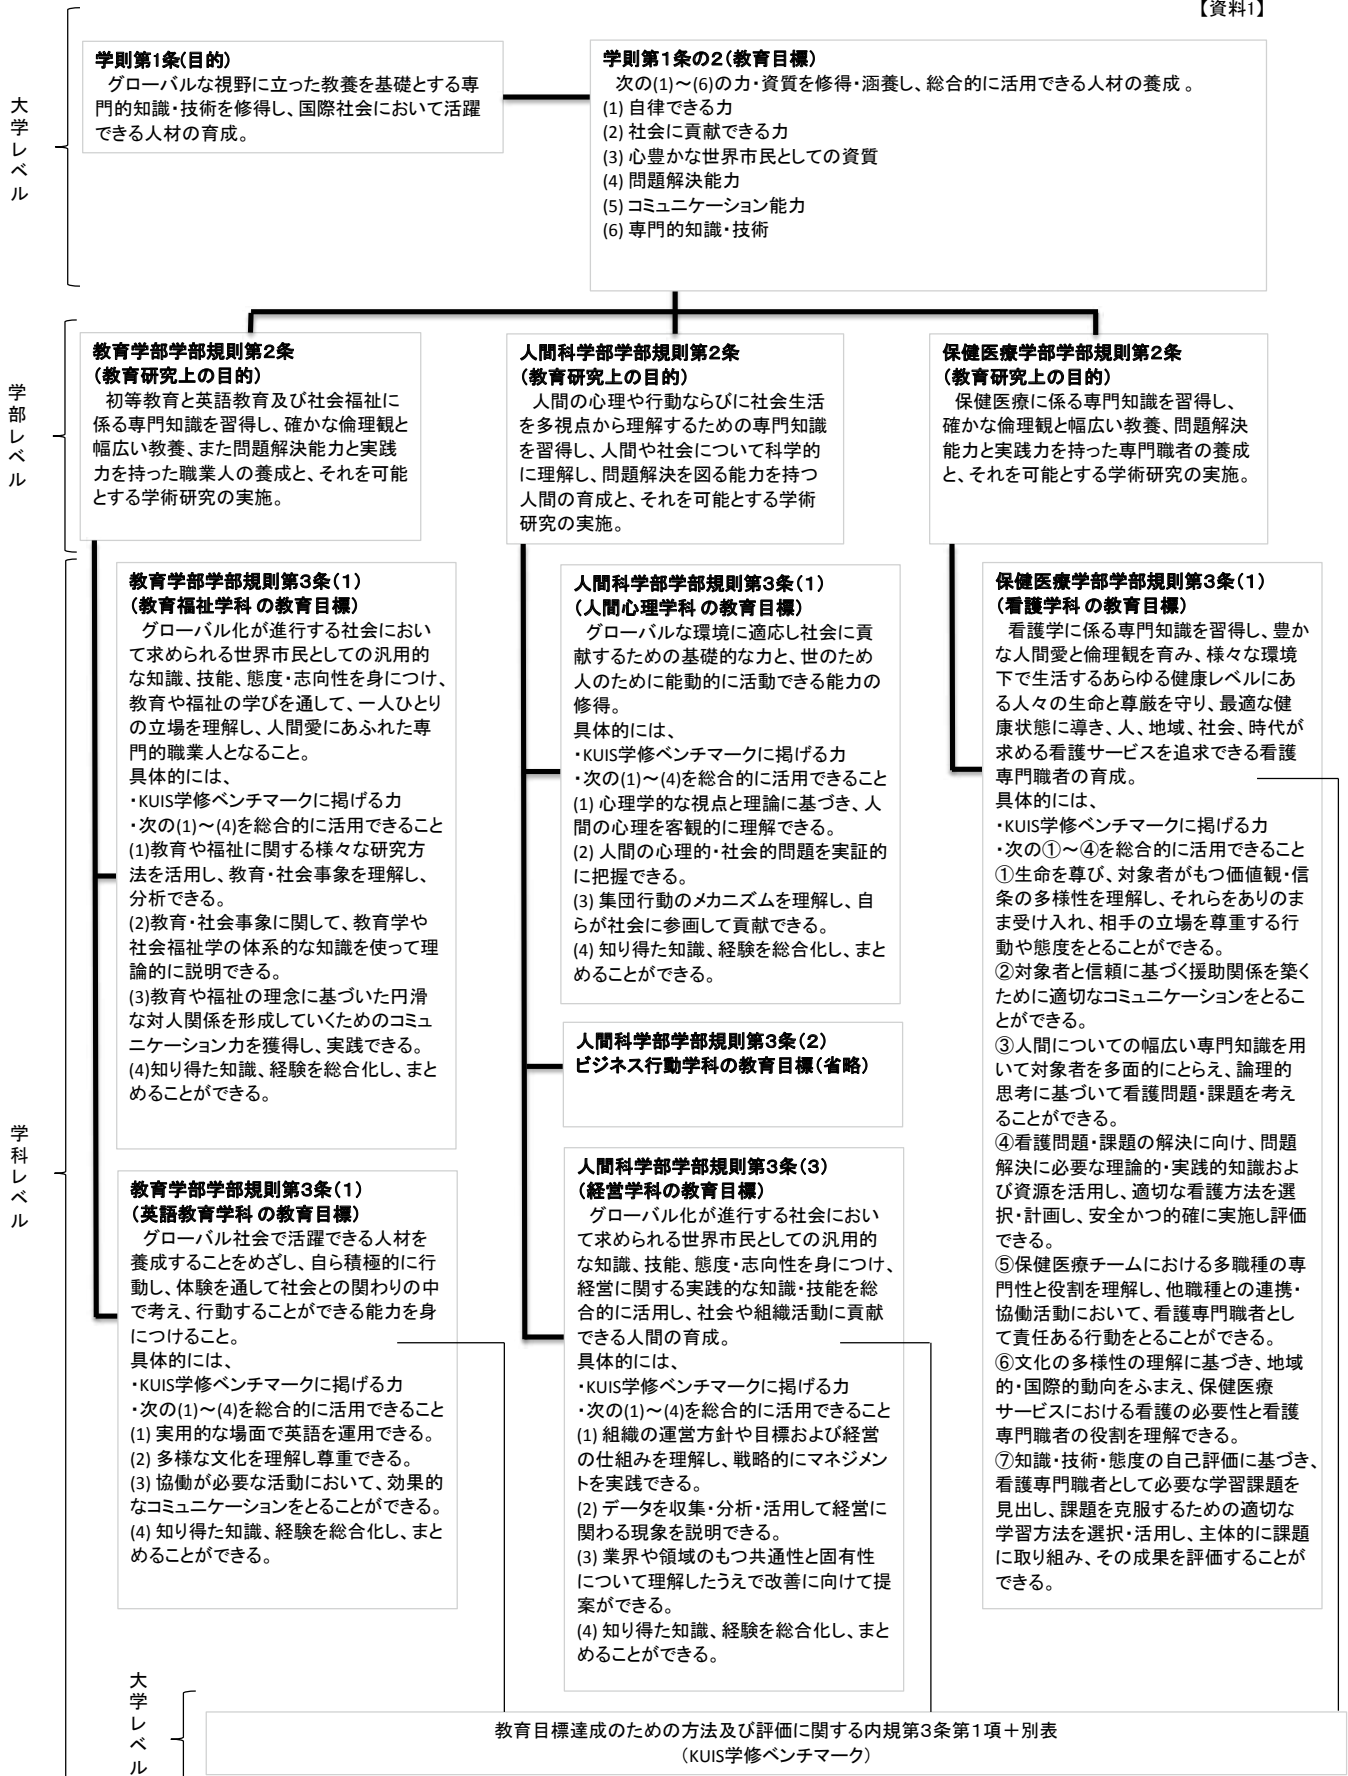 【資料1】
大学レベル
学則第1条(目的)
グローバルな視野に立った教養を基礎とする専
門的知識・技術を修得し、国際社会において活躍
できる人材の育成。
学則第1条の2(教育目標)
次の(1)～(6)の力・資質を修得・涵養し、総合的に活用できる人材の養成。
(1) 自律できる力
(2) 社会に貢献できる力
(3) 心豊かな世界市民としての資質
(4) 問題解決能力
(5) コミュニケーション能力
(6) 専門的知識・技術
学部レベル
教育学部学部規則第2条
(教育研究上の目的)
初等教育と英語教育及び社会福祉に
係る専門知識を習得し、確かな倫理観と
幅広い教養、また問題解決能力と実践
力を持った職業人の養成と、それを可能
とする学術研究の実施。
人間科学部学部規則第2条
(教育研究上の目的)
人間の心理や行動ならびに社会生活
を多視点から理解するための専門知識
を習得し、人間や社会について科学的
に理解し、問題解決を図る能力を持つ
人間の育成と、それを可能とする学術
研究の実施。
保健医療学部学部規則第2条
(教育研究上の目的)
保健医療に係る専門知識を習得し、
確かな倫理観と幅広い教養、問題解決
能力と実践力を持った専門職者の養成
と、それを可能とする学術研究の実施。
学科レベル
教育学部学部規則第3条(1)
(教育福祉学科 の教育目標)
グローバル化が進行する社会におい
て求められる世界市民としての汎用的
な知識、技能、態度・志向性を身につけ、
教育や福祉の学びを通して、一人ひとり
の立場を理解し、人間愛にあふれた専
門的職業人となること。
具体的には、
・KUIS学修ベンチマークに掲げる力
・次の(1)～(4)を総合的に活用できること
(1)教育や福祉に関する様々な研究方
法を活用し、教育・社会事象を理解し、
分析できる。
(2)教育・社会事象に関して、教育学や
社会福祉学の体系的な知識を使って理
論的に説明できる。
(3)教育や福祉の理念に基づいた円滑
な対人関係を形成していくためのコミュ
ニケーション力を獲得し、実践できる。
(4)知り得た知識、経験を総合化し、まと
めることができる。
教育学部学部規則第3条(1)
(英語教育学科 の教育目標)
グローバル社会で活躍できる人材を
養成することをめざし、自ら積極的に行
動し、体験を通して社会との関わりの中
で考え、行動することができる能力を身
につけること。
具体的には、
・KUIS学修ベンチマークに掲げる力
・次の(1)～(4)を総合的に活用できること
(1) 実用的な場面で英語を運用できる。
(2) 多様な文化を理解し尊重できる。
(3) 協働が必要な活動において、効果的
なコミュニケーションをとることができる。
(4) 知り得た知識、経験を総合化し、まと
めることができる。
人間科学部学部規則第3条(1)
(人間心理学科 の教育目標)
グローバルな環境に適応し社会に貢
献するための基礎的な力と、世のため
人のために能動的に活動できる能力の
修得。
具体的には、
・KUIS学修ベンチマークに掲げる力
・次の(1)～(4)を総合的に活用できること
(1) 心理学的な視点と理論に基づき、人
間の心理を客観的に理解できる。
(2) 人間の心理的・社会的問題を実証的
に把握できる。
(3) 集団行動のメカニズムを理解し、自
らが社会に参画して貢献できる。
(4) 知り得た知識、経験を総合化し、まと
めることができる。
人間科学部学部規則第3条(2)
ビジネス行動学科の教育目標(省略)
人間科学部学部規則第3条(3)
(経営学科の教育目標)
グローバル化が進行する社会におい
て求められる世界市民としての汎用的
な知識、技能、態度・志向性を身につけ、
経営に関する実践的な知識・技能を総
合的に活用し、社会や組織活動に貢献
できる人間の育成。
具体的には、
・KUIS学修ベンチマークに掲げる力
・次の(1)～(4)を総合的に活用できること
(1) 組織の運営方針や目標および経営
の仕組みを理解し、戦略的にマネジメン
トを実践できる。
(2) データを収集・分析・活用して経営に
関わる現象を説明できる。
(3) 業界や領域のもつ共通性と固有性
について理解したうえで改善に向けて提
案ができる。
(4) 知り得た知識、経験を総合化し、まと
めることができる。
保健医療学部学部規則第3条(1)
(看護学科 の教育目標)
看護学に係る専門知識を習得し、豊か
な人間愛と倫理観を育み、様々な環境
下で生活するあらゆる健康レベルにあ
る人々の生命と尊厳を守り、最適な健
康状態に導き、人、地域、社会、時代が
求める看護サービスを追求できる看護
専門職者の育成。
具体的には、
・KUIS学修ベンチマークに掲げる力
・次の①～④を総合的に活用できること
①生命を尊び、対象者がもつ価値観・信
条の多様性を理解し、それらをありのま
ま受け入れ、相手の立場を尊重する行
動や態度をとることができる。
②対象者と信頼に基づく援助関係を築く
ために適切なコミュニケーションをとるこ
とができる。
③人間についての幅広い専門知識を用
いて対象者を多面的にとらえ、論理的
思考に基づいて看護問題・課題を考え
ることができる。
④看護問題・課題の解決に向け、問題
解決に必要な理論的・実践的知識およ
び資源を活用し、適切な看護方法を選
択・計画し、安全かつ的確に実施し評価
できる。
⑤保健医療チームにおける多職種の専
門性と役割を理解し、他職種との連携・
協働活動において、看護専門職者とし
て責任ある行動をとることができる。
⑥文化の多様性の理解に基づき、地域
的・国際的動向をふまえ、保健医療
サービスにおける看護の必要性と看護
専門職者の役割を理解できる。
⑦知識・技術・態度の自己評価に基づき、
看護専門職者として必要な学習課題を
見出し、課題を克服するための適切な
学習方法を選択・活用し、主体的に課題
に取り組み、その成果を評価することが
できる。
大学レベル
教育目標達成のための方法及び評価に関する内規第3条第1項＋別表
(KUIS学修ベンチマーク)